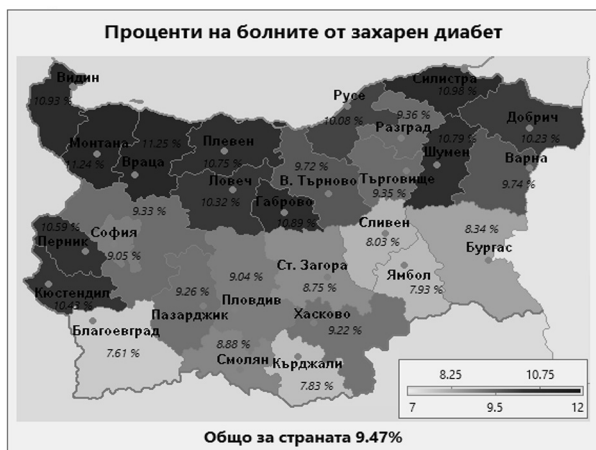 Проценти на болните от захарен диабет
Видин
10.93 %
Монтана
11.24 %
11.25 %
Враца
Плевен
10.75 %
Ловеч
10.32 %
Русе
10.08 %
Силистра
10.98 %
9.36 %
Разград
Добрич
10.23 %
10.79 %
Шумен
Варна
9.74 %
9.72 %
В. Търново
Търговище
9.35 %
Габрово
10.89 %
9.33 %
София
9.05 %
10.59 %
Перник
Кюстендил
10.43 %
Сливен
8.03 %
8.34 %
Бургас
Ст. Загора
8.75 %
Ямбол
7.93 %
9.04 %
Пловдив
9.26 %
Пазарджик
Хасково
9.22 %
Благоевград
7.61 %
8.88 %
Смолян
Кърджали
7.83 %
8.25 10.75
7 9.5 12
Общо за страната 9.47%